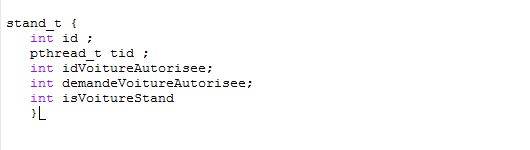 stand_t {
int id ;
pthread_t tid ;
int idVoitureAutorisee;
int demandeVoitureAutorisee;
int isVoitureStand
}